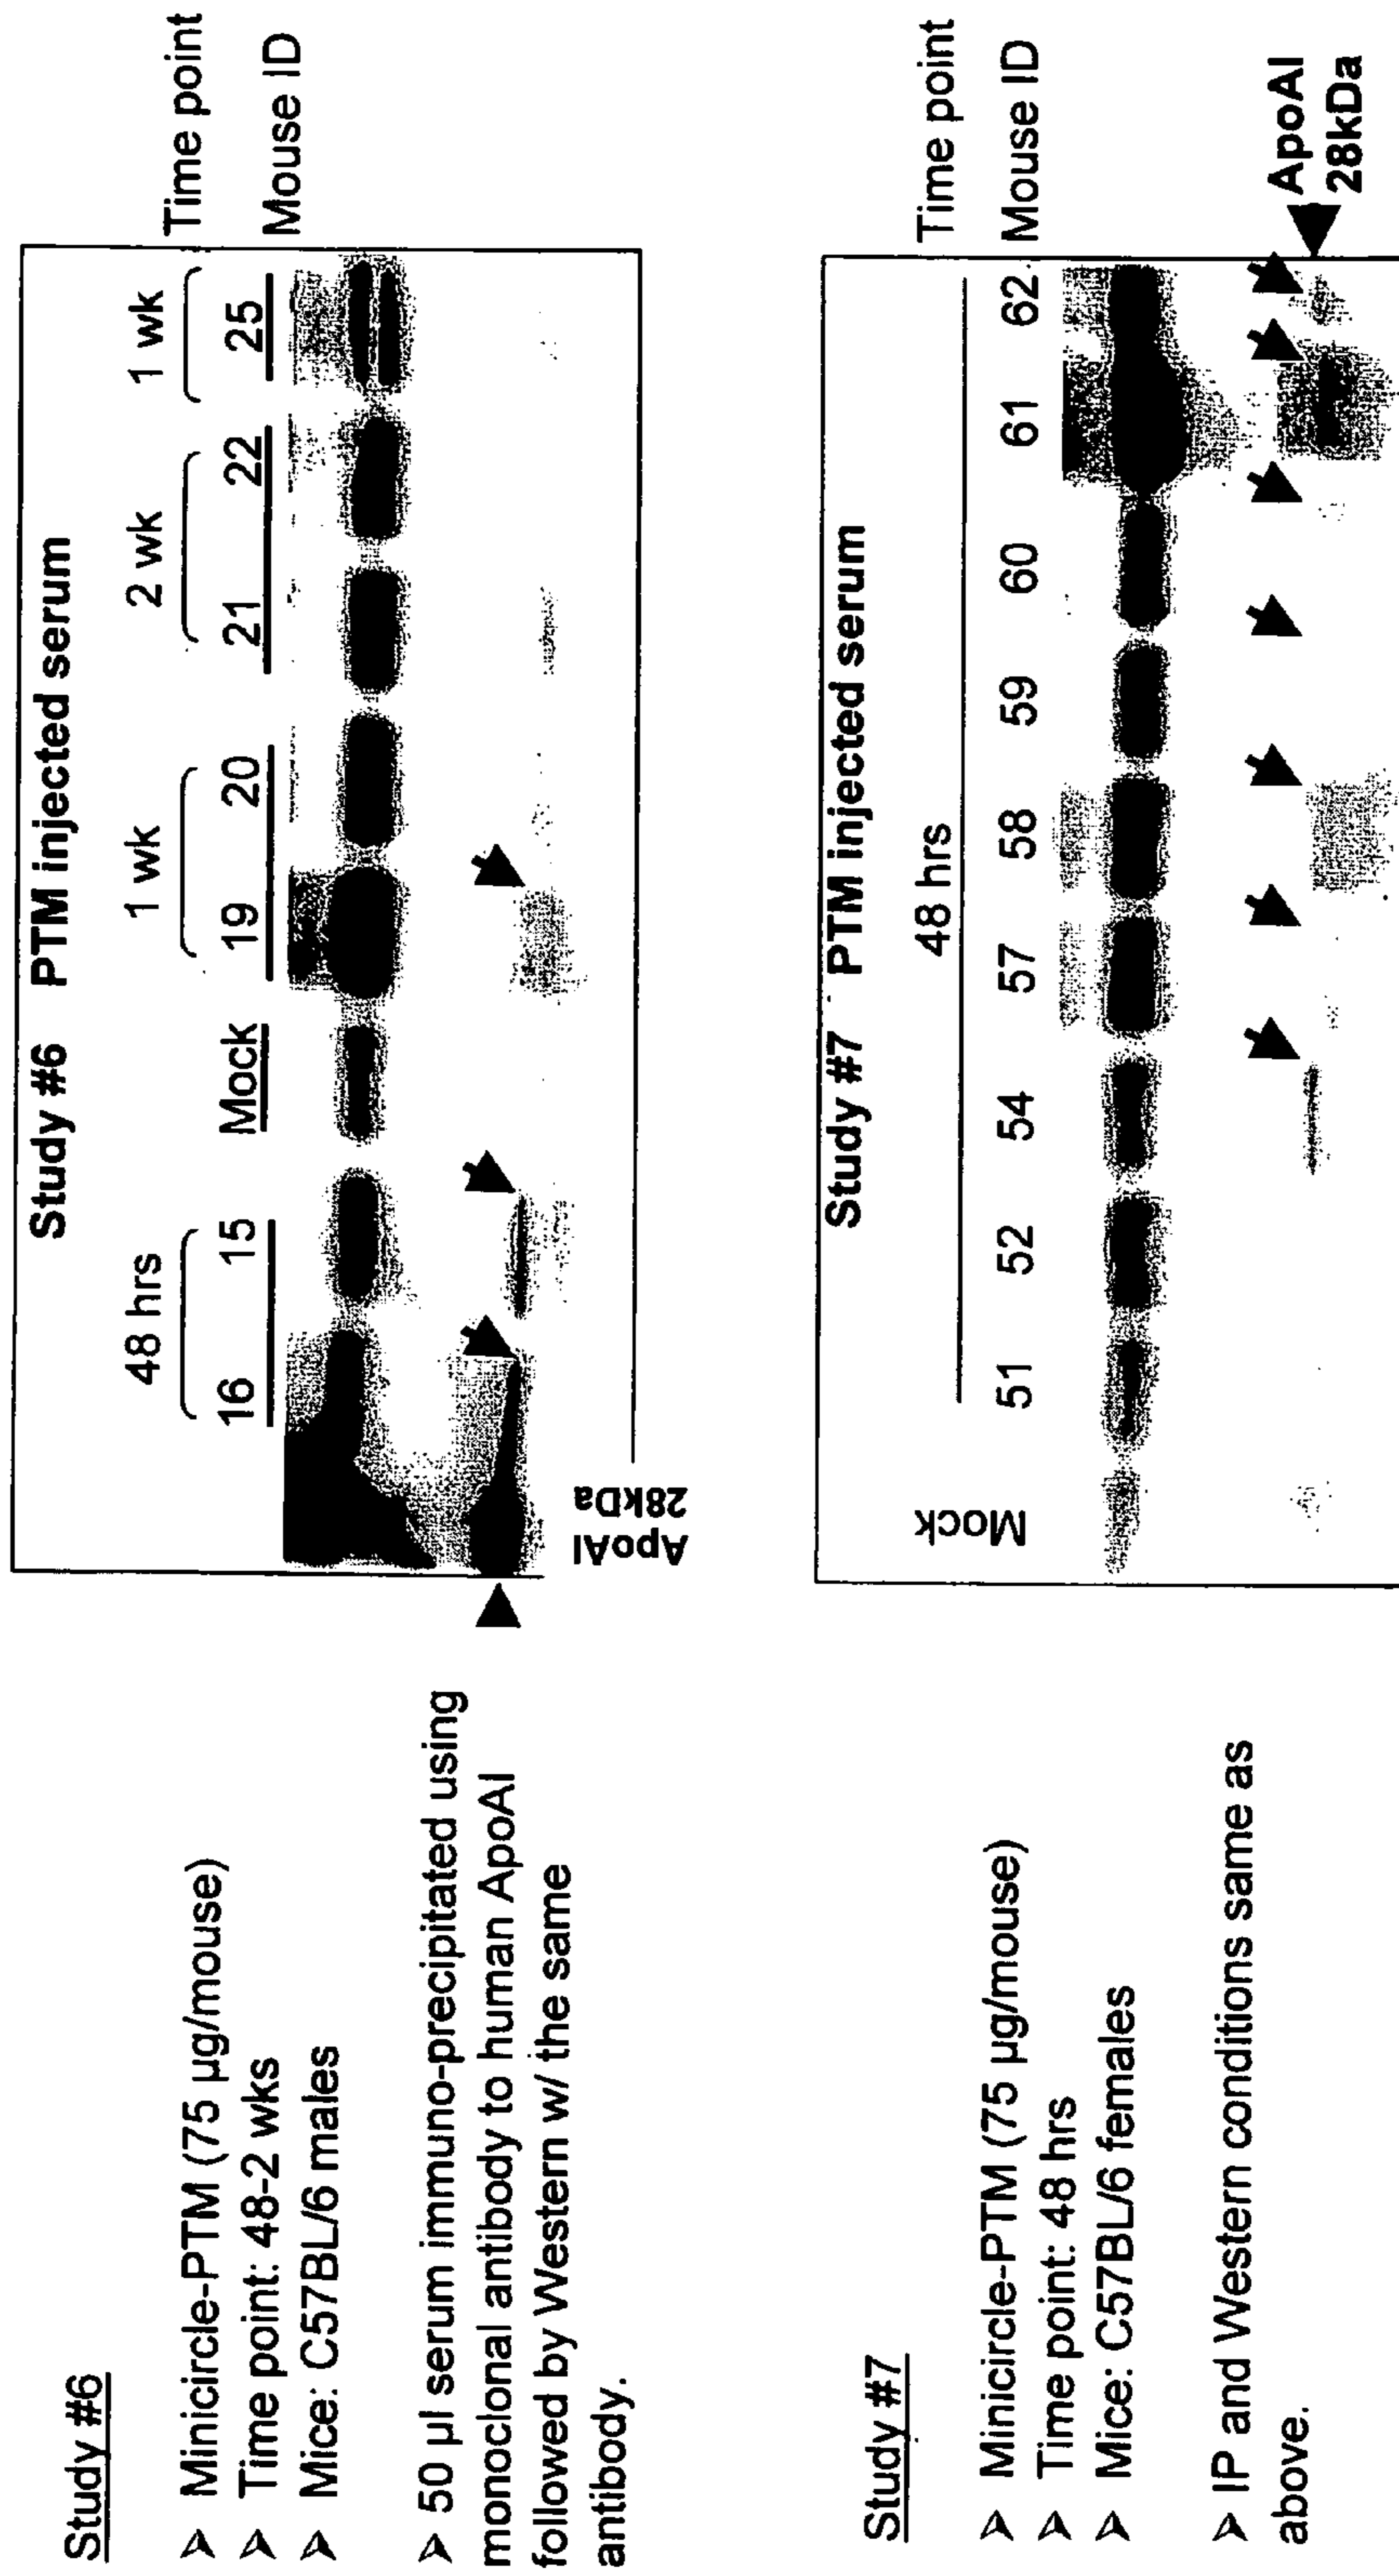 Study #6
➢ Minicircle-PTM (75 µg/mouse)
➢ Time point: 48-2 wks
➢ Mice: C57BL/6 males
➢ 50 µl serum immuno-precipitated using
monoclonal antibody to human ApoAI
followed by Western w/ the same
antibody.
Study #6 PTM injected serum
48 hrs 1 wk 2 wk 1 wk Time point
16 15 Mock 19 20 21 22 25 Mouse ID
ApoAI
28kDa
Study #7
➢ Minicircle-PTM (75 µg/mouse)
➢ Time point: 48 hrs
➢ Mice: C57BL/6 females
➢ IP and Western conditions same as
above.
Study #7 PTM injected serum
48 hrs Time point
Mock 51 52 54 57 58 59 60 61 62 Mouse ID
ApoAI
28kDa